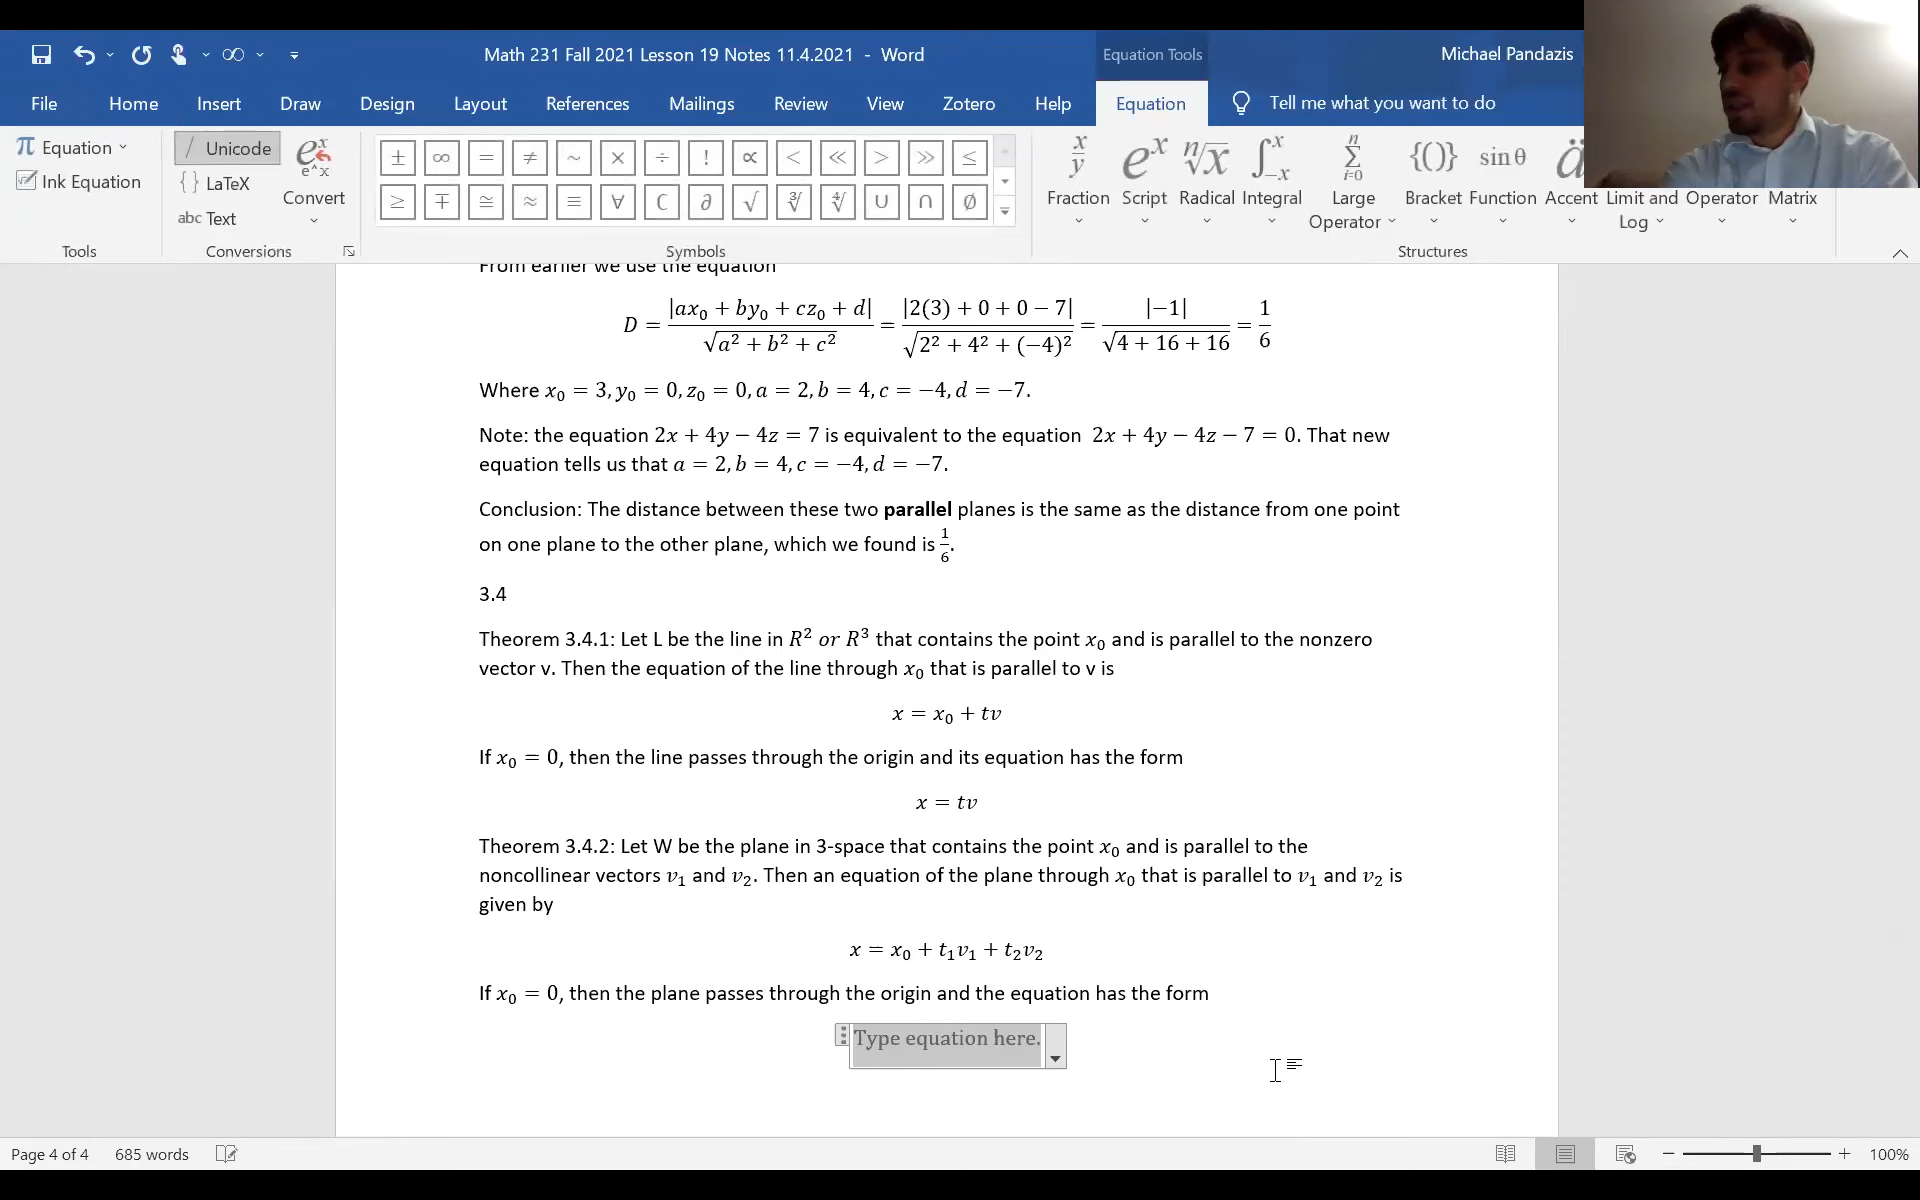 Math 231 Fall 2021 Lesson 19 Notes 11.4.2021 - Word
Equation Tools
Michael Pandazis
File Home Insert Draw Design Layout References Mailings Review View Zotero Help Equation Tell me what you want to do
π Equation
Ink Equation
Tools
Unicode
{ } LaTeX
abc Text
e^x
Convert
Conversions
± ∞ = ≠ ~ × ÷ ! ∝ < ≪ > ≫ ≤
≥ ∓ ≅ ≈ ≡ ∀ ∁ ∂ √ ∛ ∜ ∪ ∩ ∅
Symbols
x/y e^x ⁿ√x ∫₋ₓˣ Σ n i=0 {()} sin θ ä
Fraction Script Radical Integral Large Operator Bracket Function Accent Limit and Log Operator Matrix
Structures
From earlier we use the equation
D = |ax₀ + by₀ + cz₀ + d| / √(a² + b² + c²) = |2(3) + 0 + 0 − 7| / √(2² + 4² + (−4)²) = |−1| / √(4 + 16 + 16) = 1/6
Where x₀ = 3, y₀ = 0, z₀ = 0, a = 2, b = 4, c = −4, d = −7.
Note: the equation 2x + 4y − 4z = 7 is equivalent to the equation 2x + 4y − 4z − 7 = 0. That new
equation tells us that a = 2, b = 4, c = −4, d = −7.
Conclusion: The distance between these two parallel planes is the same as the distance from one point
on one plane to the other plane, which we found is 1/6.
3.4
Theorem 3.4.1: Let L be the line in R² or R³ that contains the point x₀ and is parallel to the nonzero
vector v. Then the equation of the line through x₀ that is parallel to v is
x = x₀ + tv
If x₀ = 0, then the line passes through the origin and its equation has the form
x = tv
Theorem 3.4.2: Let W be the plane in 3-space that contains the point x₀ and is parallel to the
noncollinear vectors v₁ and v₂. Then an equation of the plane through x₀ that is parallel to v₁ and v₂ is
given by
x = x₀ + t₁v₁ + t₂v₂
If x₀ = 0, then the plane passes through the origin and the equation has the form
Type equation here.
Page 4 of 4 685 words
100%